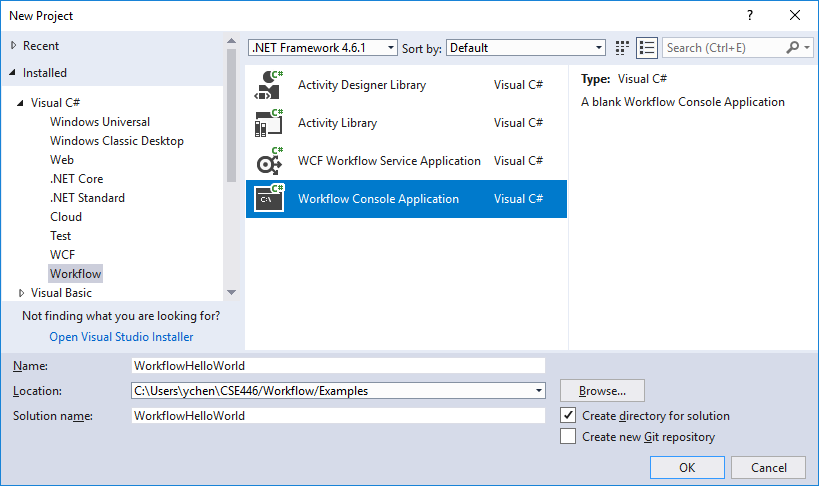 New Project
Recent
.NET Framework 4.6.1
Sort by:
Default
Search (Ctrl+E)
Installed
Visual C#
Windows Universal
Windows Classic Desktop
Web
.NET Core
.NET Standard
Cloud
Test
WCF
Workflow
Visual Basic
Not finding what you are looking for?
Open Visual Studio Installer
C#
Activity Designer Library
Visual C#
C#
Activity Library
Visual C#
C#
WCF Workflow Service Application
Visual C#
C#
C:\
Workflow Console Application
Visual C#
Type: Visual C#
A blank Workflow Console Application
Name:
WorkflowHelloWorld
Location:
C:\Users\ychen\CSE446/Workflow/Examples
Browse...
Solution name:
WorkflowHelloWorld
Create directory for solution
Create new Git repository
OK
Cancel